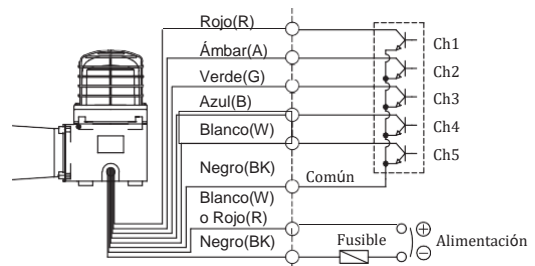 Rojo(R)
Ámbar(A)
Ch1
Ch2
Verde(G)
Ch3
Azul(B)
Ch4
Blanco(W)
Ch5
Negro(BK)
Común
Blanco(W)
o Rojo(R)
Fusible
⊕
Alimentación
Negro(BK)
⊖